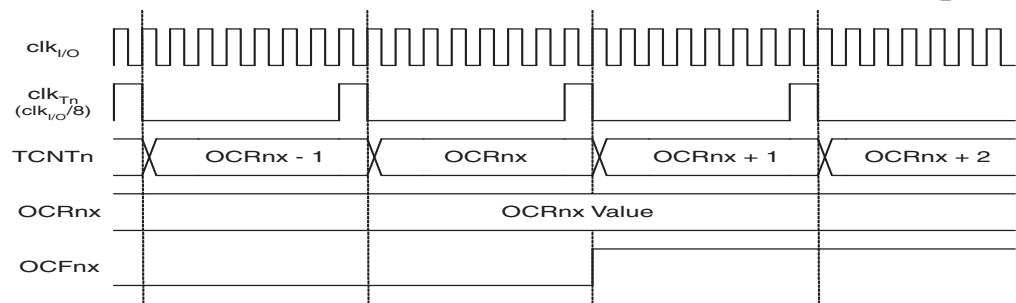 clkI/O
clkTn
(clkI/O/8)
TCNTn OCRnx - 1 OCRnx OCRnx + 1 OCRnx + 2
OCRnx OCRnx Value
OCFnx